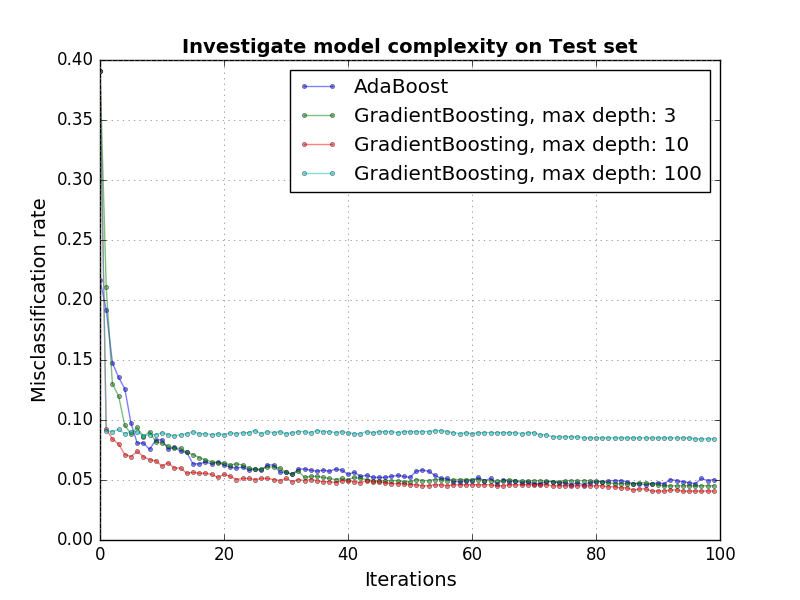 Investigate model complexity on Test set
0.40
0.35
0.30
0.25
0.20
0.15
0.10
0.05
0.00
Misclassification rate
AdaBoost
GradientBoosting, max depth: 3
GradientBoosting, max depth: 10
GradientBoosting, max depth: 100
0 20 40 60 80 100
Iterations